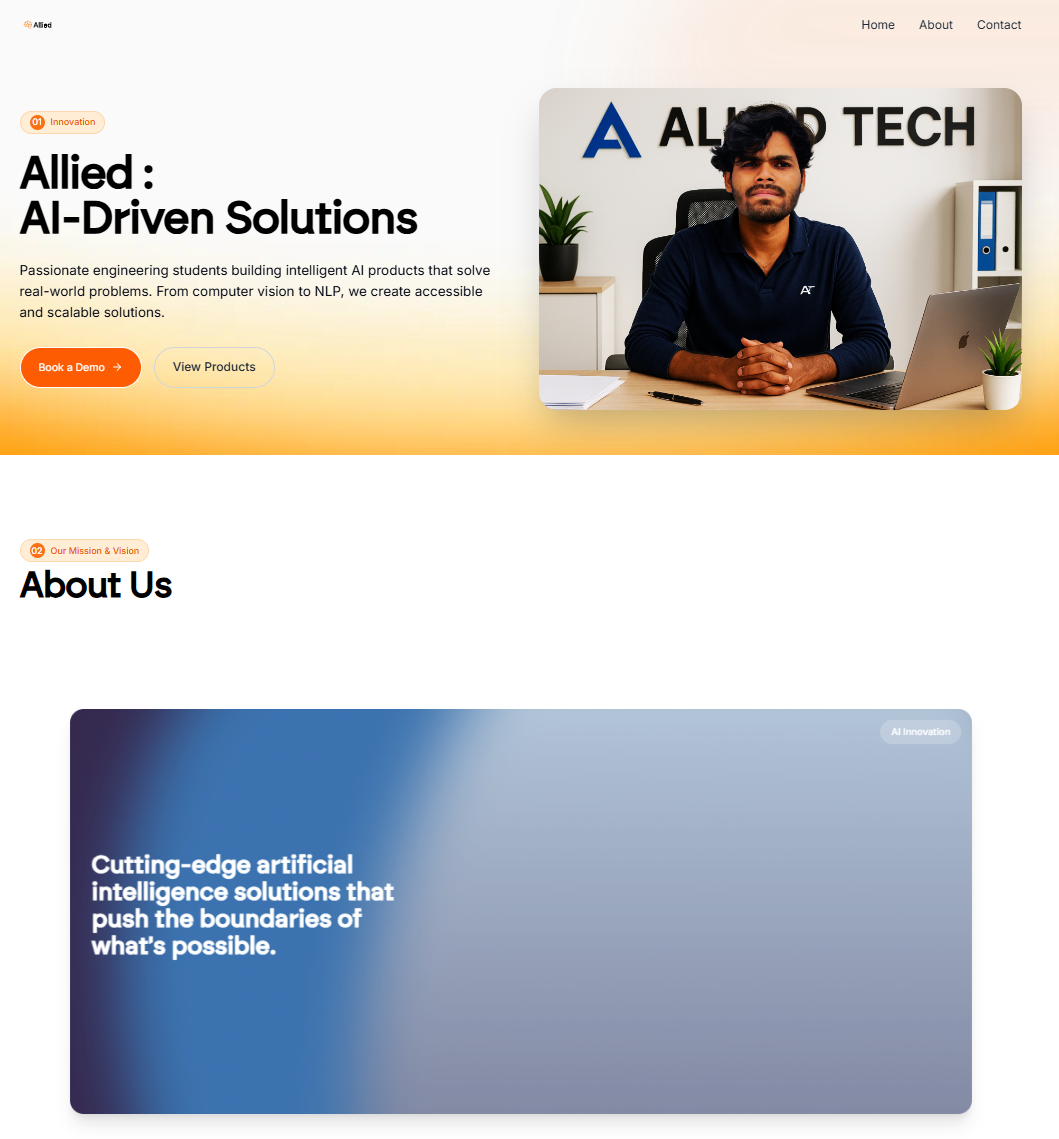 Allied
Home
About
Contact
01 Innovation
Allied :
AI-Driven Solutions
Passionate engineering students building intelligent AI products that solve
real-world problems. From computer vision to NLP, we create accessible
and scalable solutions.
Book a Demo →
View Products
TECH
AT
02 Our Mission & Vision
About Us
AI Innovation
Cutting-edge artificial
intelligence solutions that
push the boundaries of
what's possible.